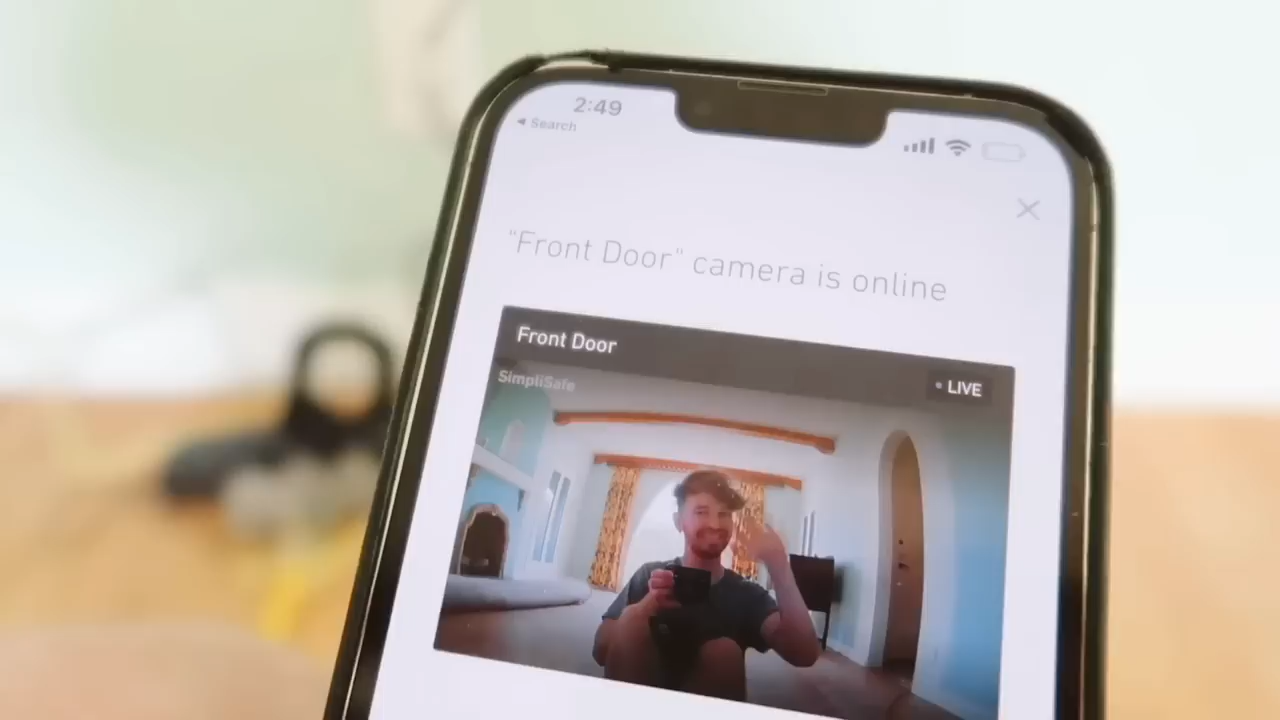 2:49
◀ Search
"Front Door" camera is online
Front Door
SimpliSafe
• LIVE